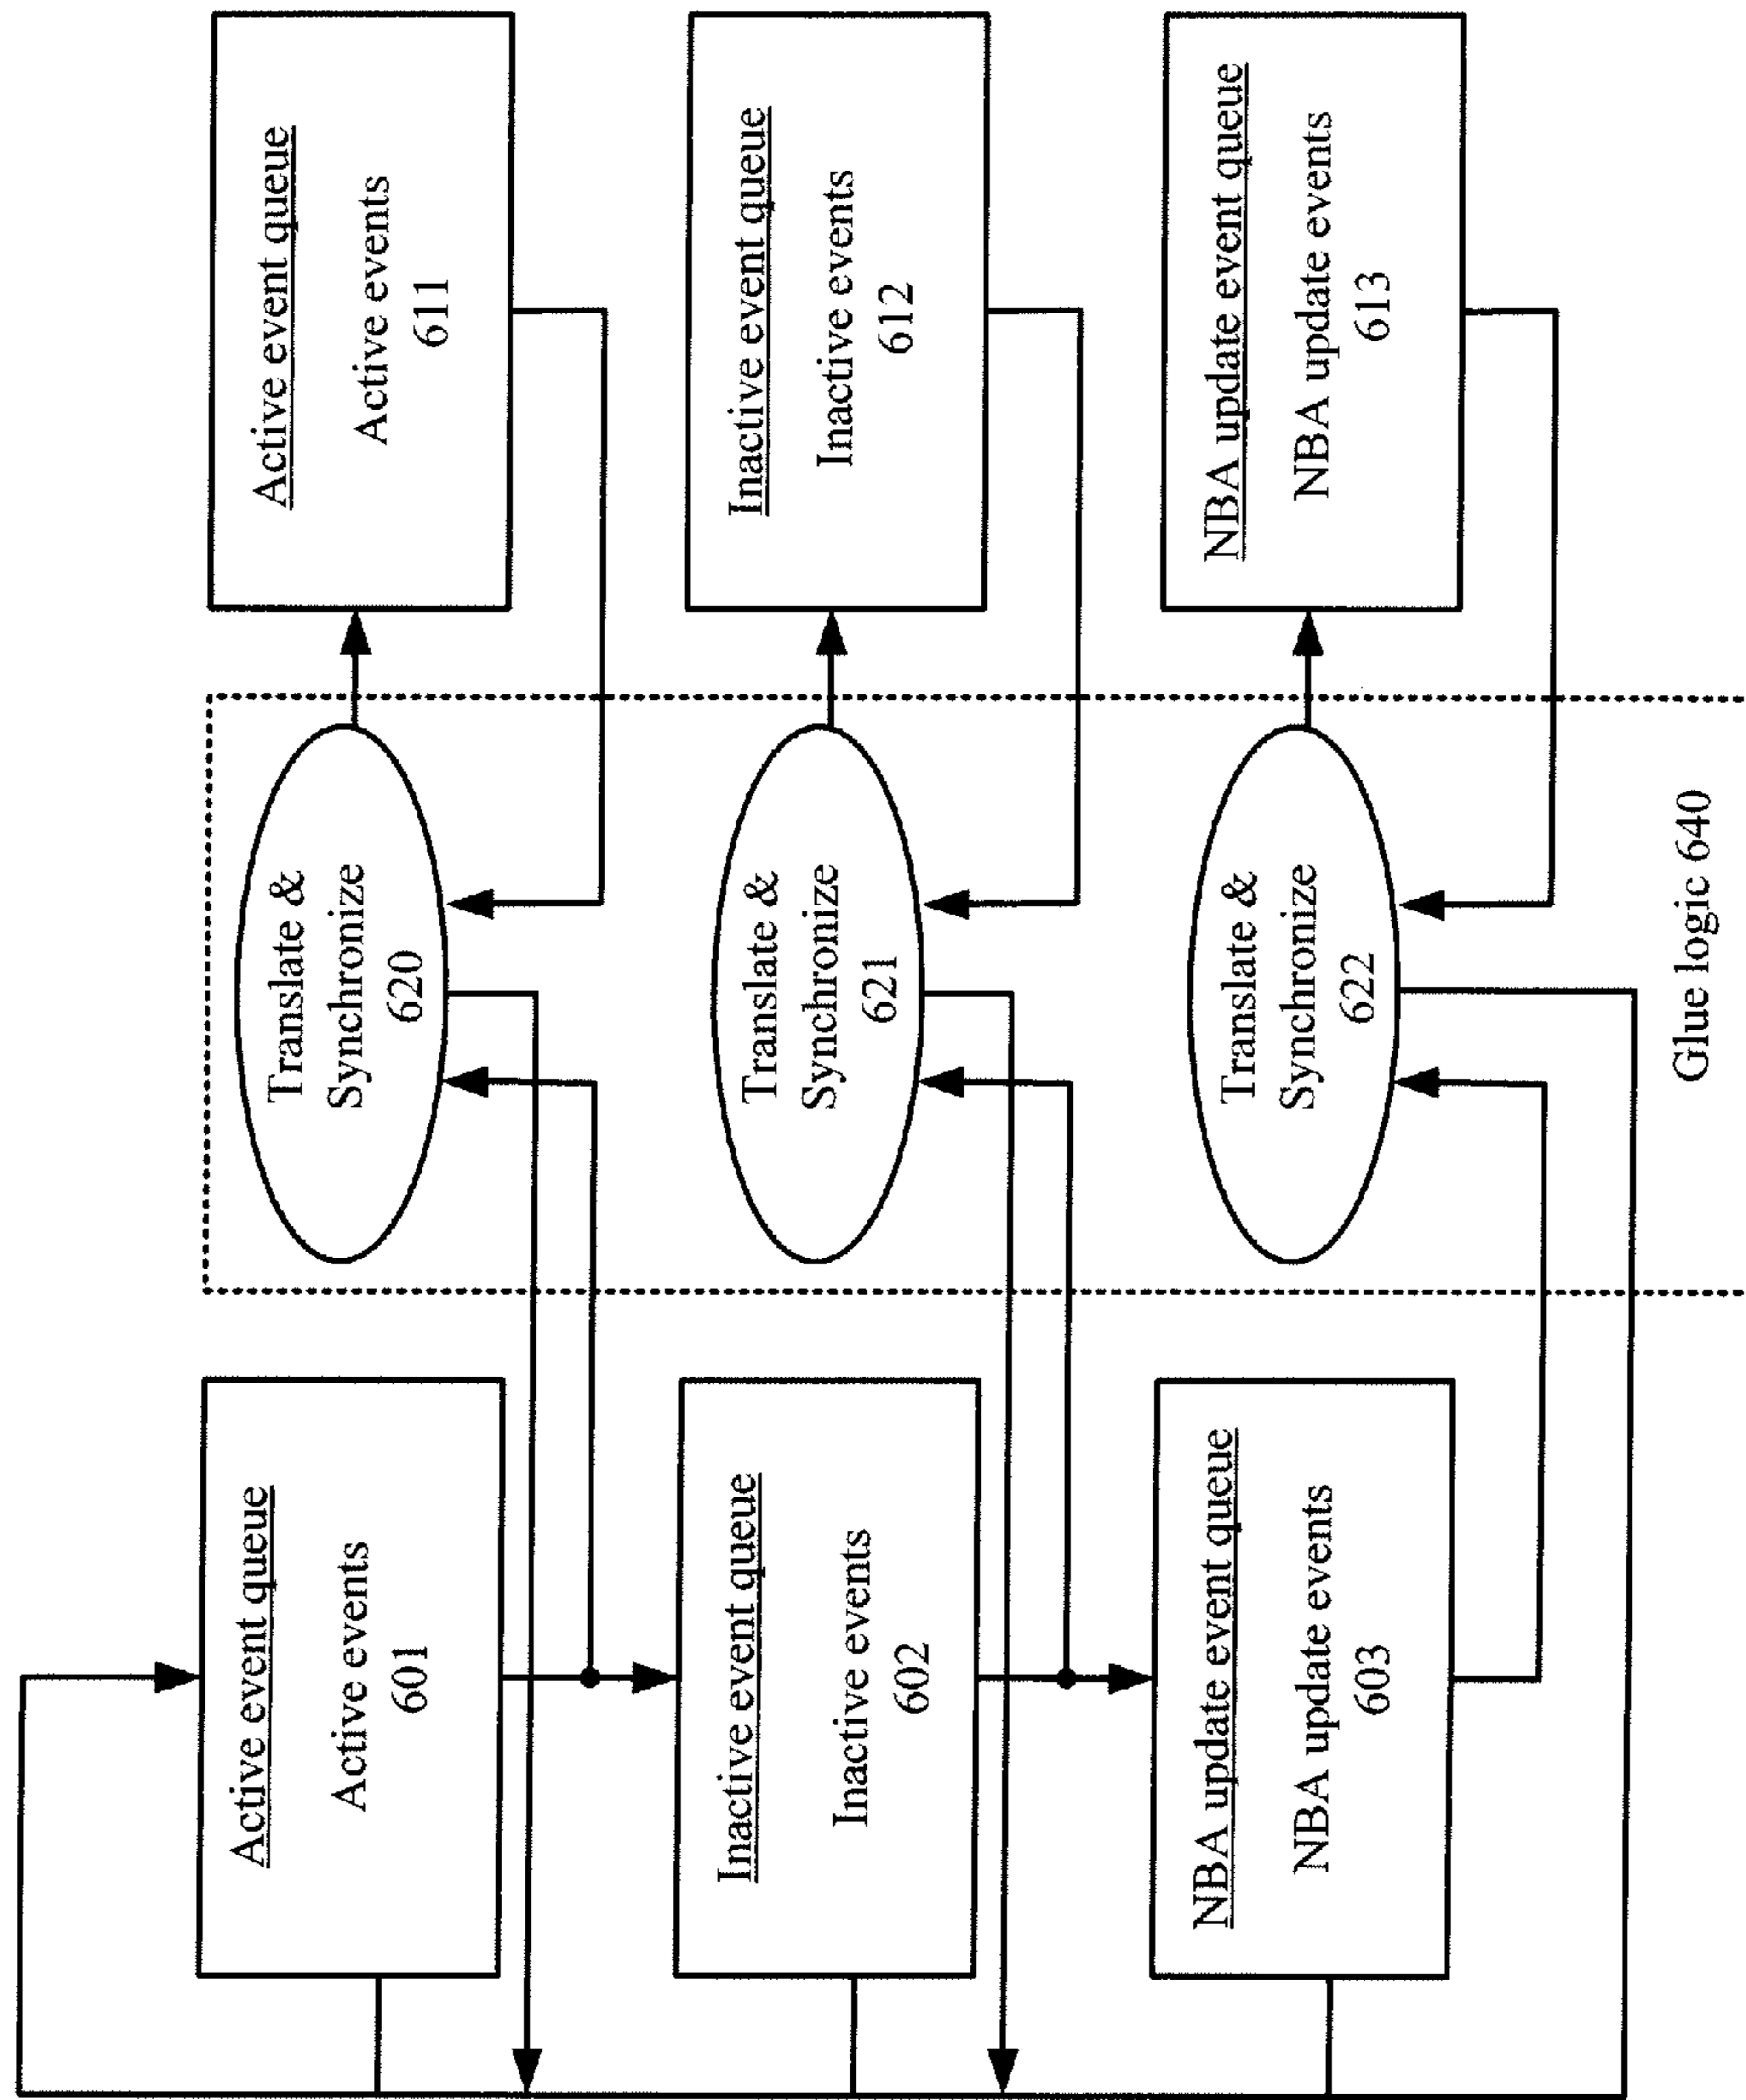 Active event queue
Active events
601
Inactive event queue
Inactive events
602
NBA update event queue
NBA update events
603
Translate &
Synchronize
620
Translate &
Synchronize
621
Translate &
Synchronize
622
Glue logic 640
Active event queue
Active events
611
Inactive event queue
Inactive events
612
NBA update event queue
NBA update events
613